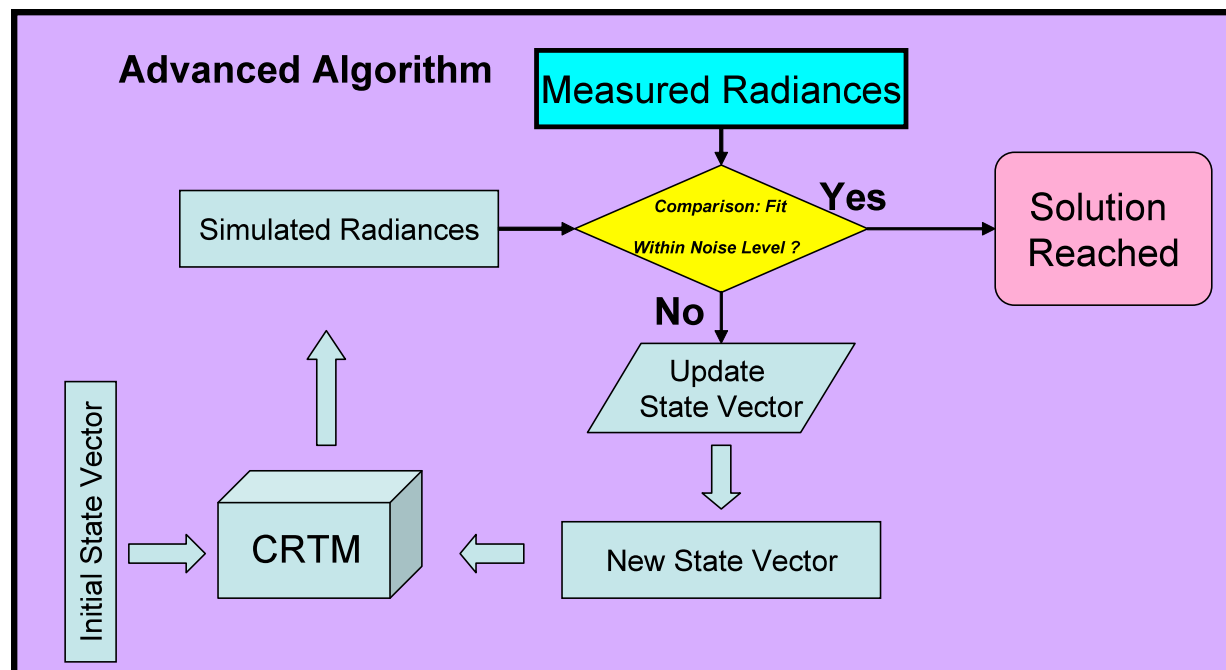 Advanced Algorithm
Measured Radiances
Simulated Radiances
Comparison: Fit
Within Noise Level ?
Yes
Solution
Reached
No
Update
State Vector
Initial State Vector
CRTM
New State Vector